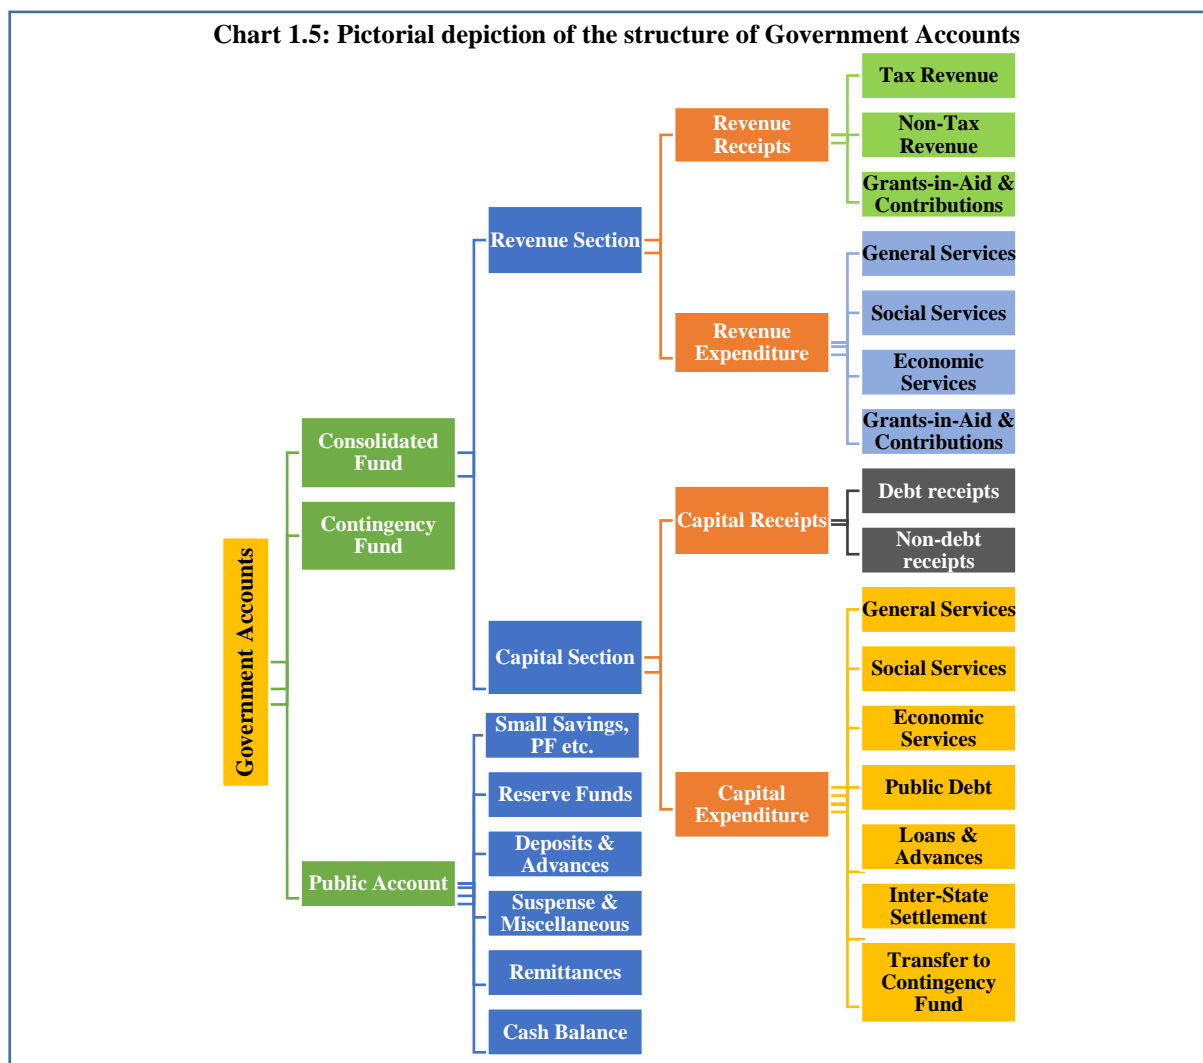 Chart 1.5: Pictorial depiction of the structure of Government Accounts
Government Accounts
Consolidated
Fund
Contingency
Fund
Public Account
Revenue Section
Capital Section
Small Savings,
PF etc.
Reserve Funds
Deposits &
Advances
Suspense &
Miscellaneous
Remittances
Cash Balance
Revenue
Receipts
Revenue
Expenditure
Capital Receipts
Capital
Expenditure
Tax Revenue
Non-Tax
Revenue
Grants-in-Aid &
Contributions
General Services
Social Services
Economic
Services
Grants-in-Aid &
Contributions
Debt receipts
Non-debt
receipts
General Services
Social Services
Economic
Services
Public Debt
Loans &
Advances
Inter-State
Settlement
Transfer to
Contingency
Fund